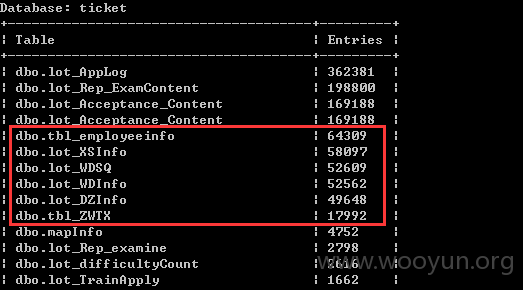 Database: ticket
Table Entries
dbo.lot_AppLog 362381
dbo.lot_Rep_ExamContent 198800
dbo.lot_Acceptance_Content 169188
dbo.lot_Acceptance_Content 169188
dbo.tbl_employeeinfo 64309
dbo.lot_XSInfo 58097
dbo.lot_WDSQ 52609
dbo.lot_WDInfo 52562
dbo.lot_DZInfo 49648
dbo.tbl_ZWTX 17992
dbo.mapInfo 4752
dbo.lot_Rep_examine 2798
dbo.lot_difficultyCount 2616
dbo.lot_TrainApply 1662
www.wooyun.org